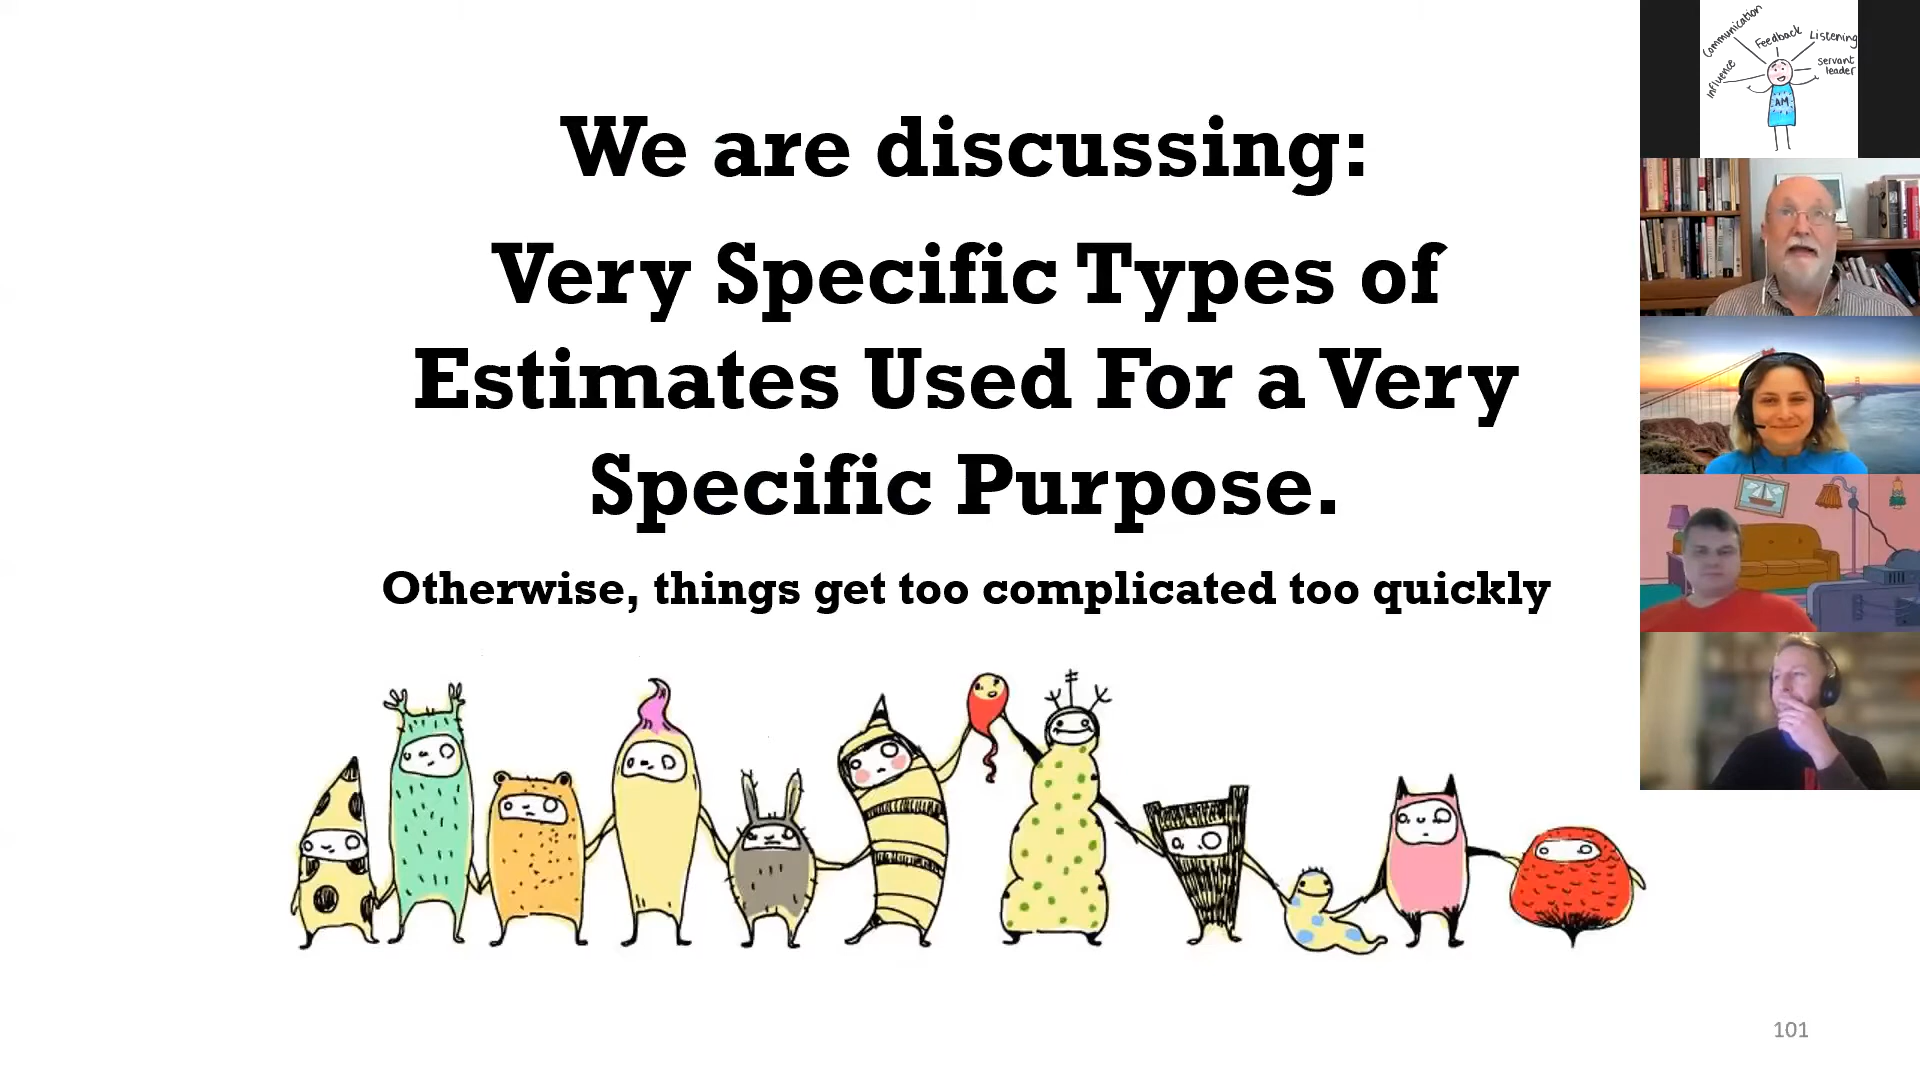 We are discussing:
Very Specific Types of
Estimates Used For a Very
Specific Purpose.
Otherwise, things get too complicated too quickly
101
Communication
Feedback
Listening
Influence
servant
leader
AM